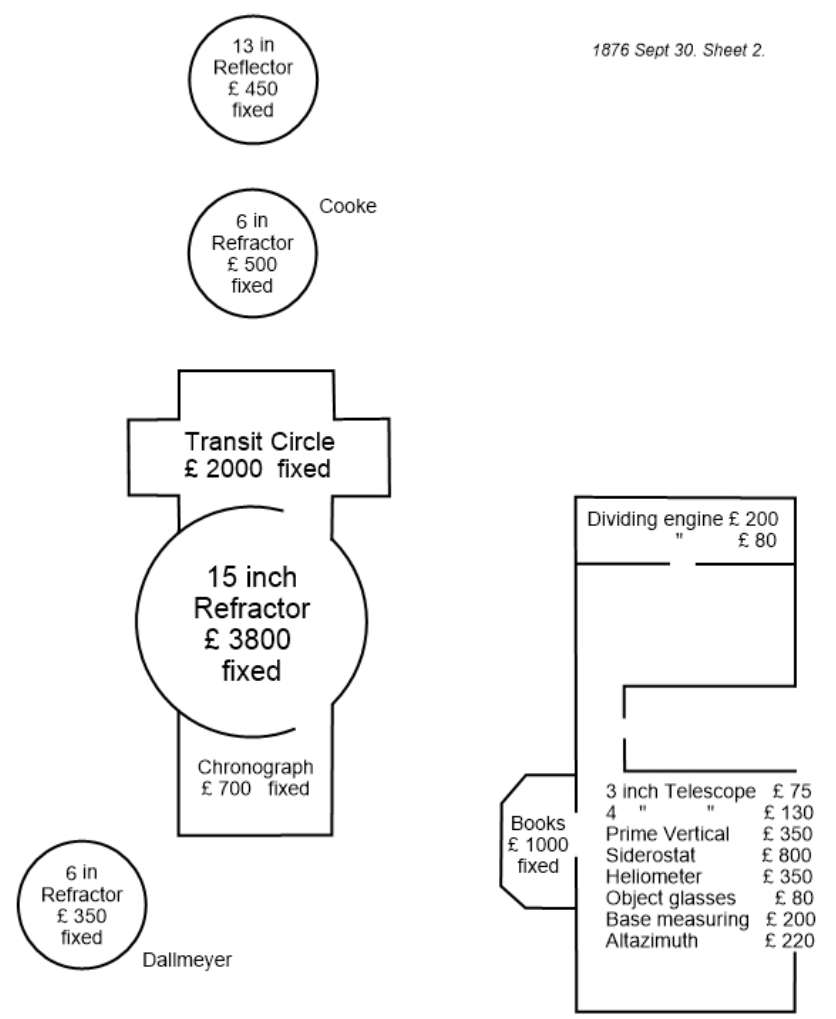 1876 Sept 30. Sheet 2.
13 in
Reflector
£ 450
fixed
Cooke
6 in
Refractor
£ 500
fixed
Transit Circle
£ 2000 fixed
15 inch
Refractor
£ 3800
fixed
Chronograph
£ 700 fixed
6 in
Refractor
£ 350
fixed
Dallmeyer
Dividing engine £ 200
" £ 80
Books
£ 1000
fixed
3 inch Telescope £ 75
4 " " £ 130
Prime Vertical £ 350
Siderostat £ 800
Heliometer £ 350
Object glasses £ 80
Base measuring £ 200
Altazimuth £ 220